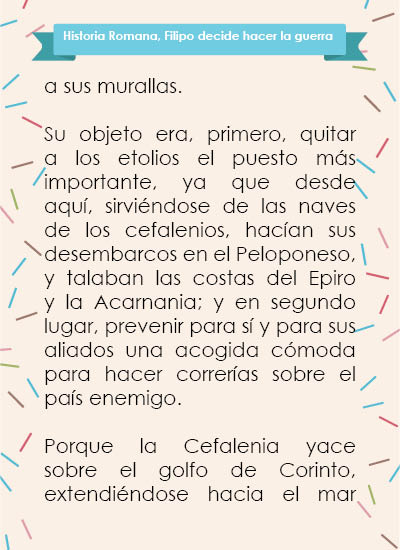 Historia Romana, Filipo decide hacer la guerra
a sus murallas.
Su objeto era, primero, quitar
a los etolios el puesto más
importante, ya que desde
aquí, sirviéndose de las naves
de los cefalenios, hacían sus
desembarcos en el Peloponeso,
y talaban las costas del Epiro
y la Acarnania; y en segundo
lugar, prevenir para sí y para sus
aliados una acogida cómoda
para hacer correrías sobre el
país enemigo.
Porque la Cefalenia yace
sobre el golfo de Corinto,
extendiéndose hacia el mar